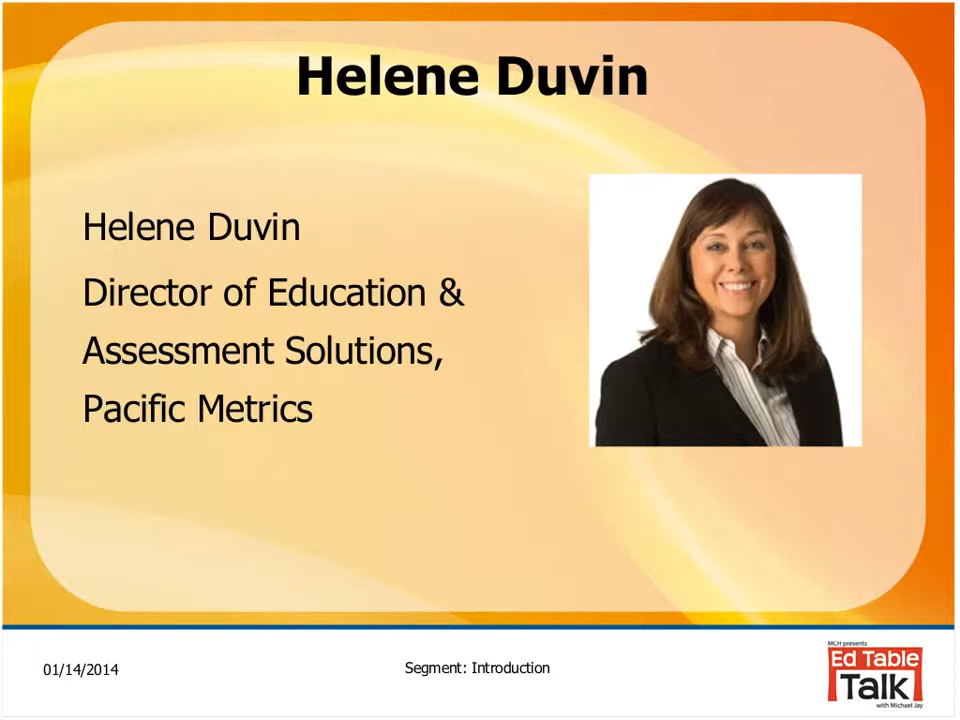 Helene Duvin
Helene Duvin
Director of Education &
Assessment Solutions,
Pacific Metrics
01/14/2014
Segment: Introduction
MCH presents
Ed Table
Talk
with Michael Jay